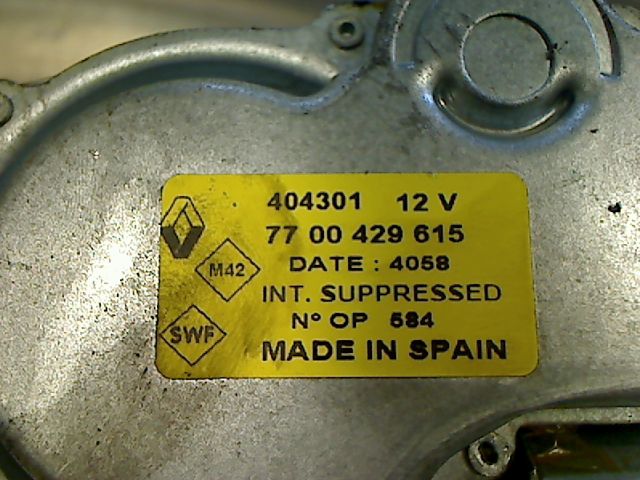 404301 12 V
77 00 429 615
M42
DATE : 4058
INT. SUPPRESSED
SWF
N° OP 584
MADE IN SPAIN